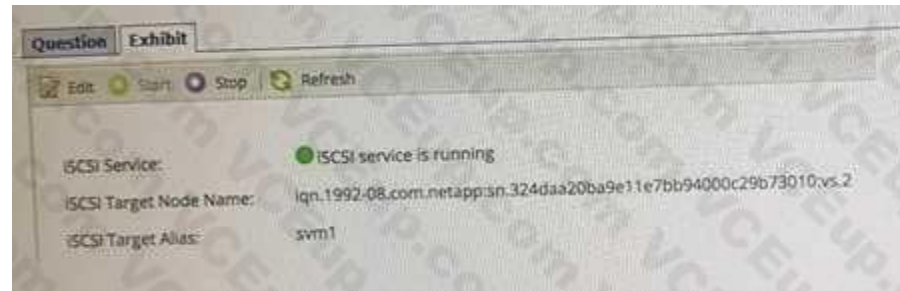 Question Exhibit
Edit Start Stop Refresh
iSCSI Service: iSCSI service is running
iSCSI Target Node Name: iqn.1992-08.com.netapp:sn.324daa20ba9e11e7bb94000c29b73010:vs.2
iSCSI Target Alias: svm1